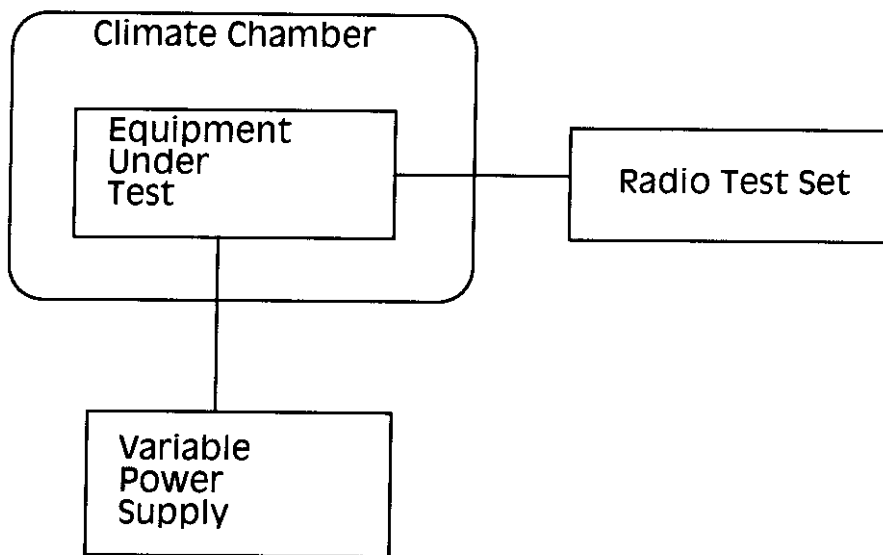 Climate Chamber
Equipment
Under
Test
Radio Test Set
Variable
Power
Supply